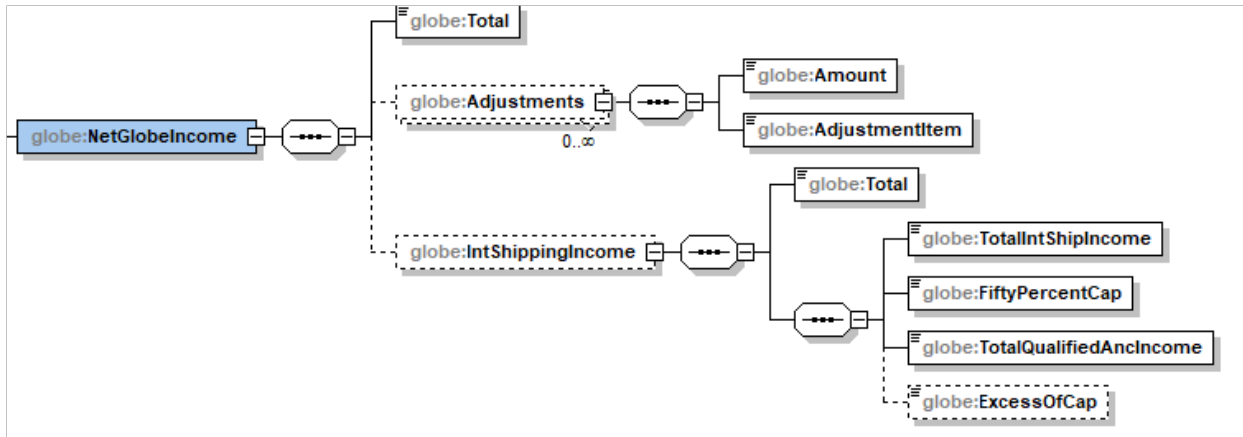 globe:Total
globe:Amount
globe:Adjustments
0..∞
globe:AdjustmentItem
globe:NetGlobeIncome
globe:Total
globe:IntShippingIncome
globe:TotalIntShipIncome
globe:FiftyPercentCap
globe:TotalQualifiedAncIncome
globe:ExcessOfCap